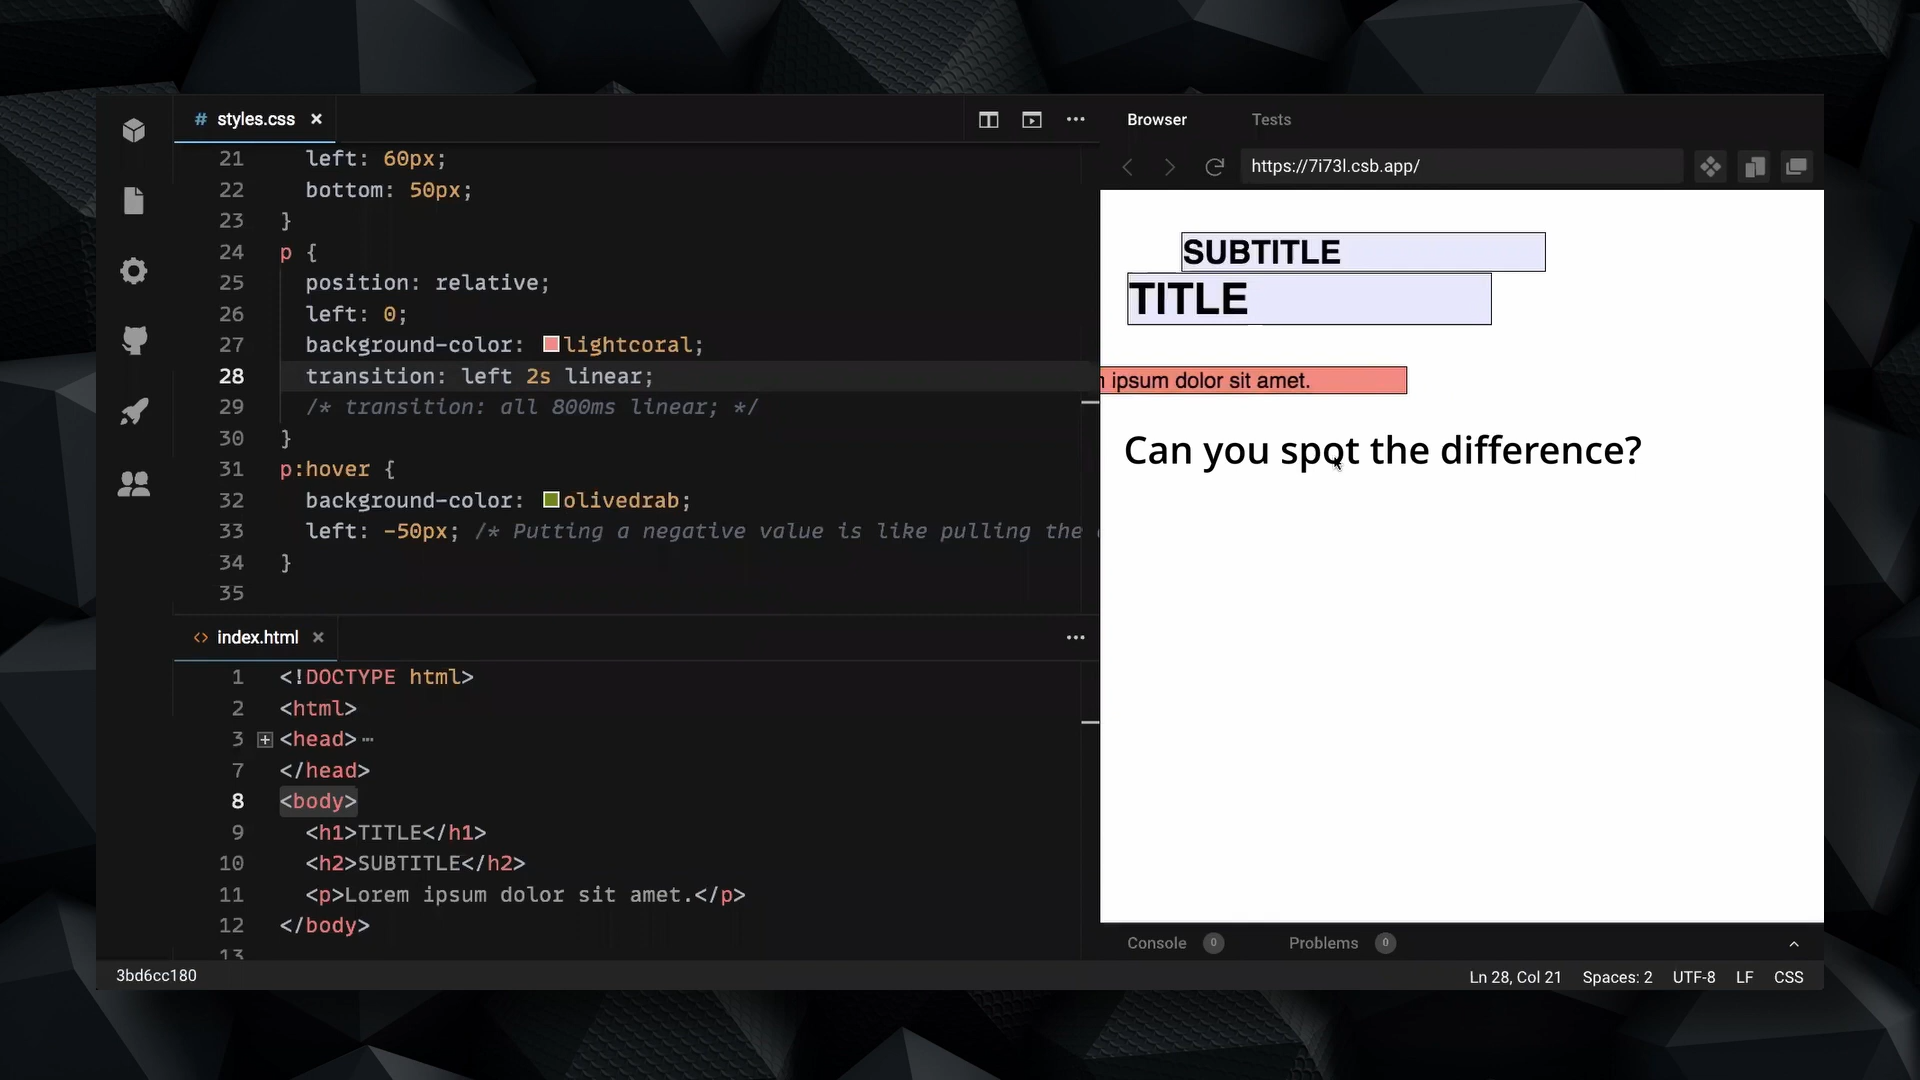 # styles.css ×
21 left: 60px;
22 bottom: 50px;
23 }
24 p {
25 position: relative;
26 left: 0;
27 background-color: lightcoral;
28 transition: left 2s linear;
29 /* transition: all 800ms linear; */
30 }
31 p:hover {
32 background-color: olivedrab;
33 left: -50px; /* Putting a negative value is like pulling the
34 }
35
<> index.html ×
1 <!DOCTYPE html>
2 <html>
3 <head>
7 </head>
8 <body>
9 <h1>TITLE</h1>
10 <h2>SUBTITLE</h2>
11 <p>Lorem ipsum dolor sit amet.</p>
12 </body>
13
3bd6cc180
Browser Tests
https://7i73l.csb.app/
SUBTITLE
TITLE
ipsum dolor sit amet.
Can you spot the difference?
Console 0 Problems 0
Ln 28, Col 21 Spaces: 2 UTF-8 LF CSS